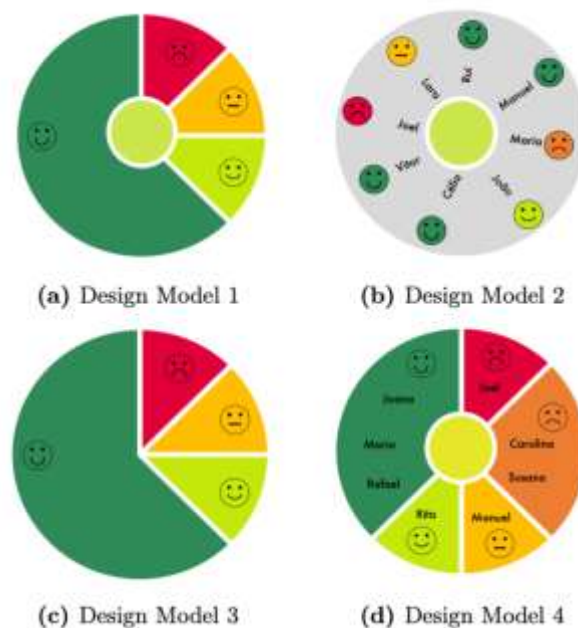 Rui
Lara
Manuel
Joel
Maria
Vitor
João
Célia
(a) Design Model 1
(b) Design Model 2
Joel
Joana
Maria
Carolina
Rafael
Susana
Rita
Manuel
(c) Design Model 3
(d) Design Model 4